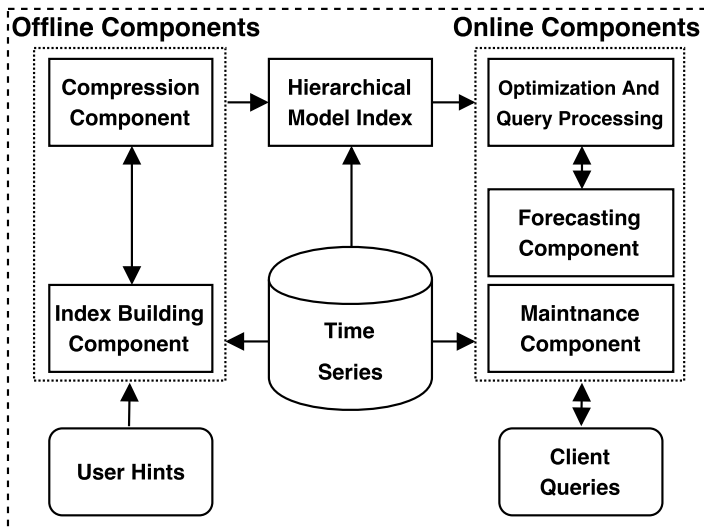 Offline Components
Online Components
Compression
Component
Hierarchical
Model Index
Optimization And
Query Processing
Forecasting
Component
Index Building
Component
Time
Series
Maintnance
Component
User Hints
Client
Queries